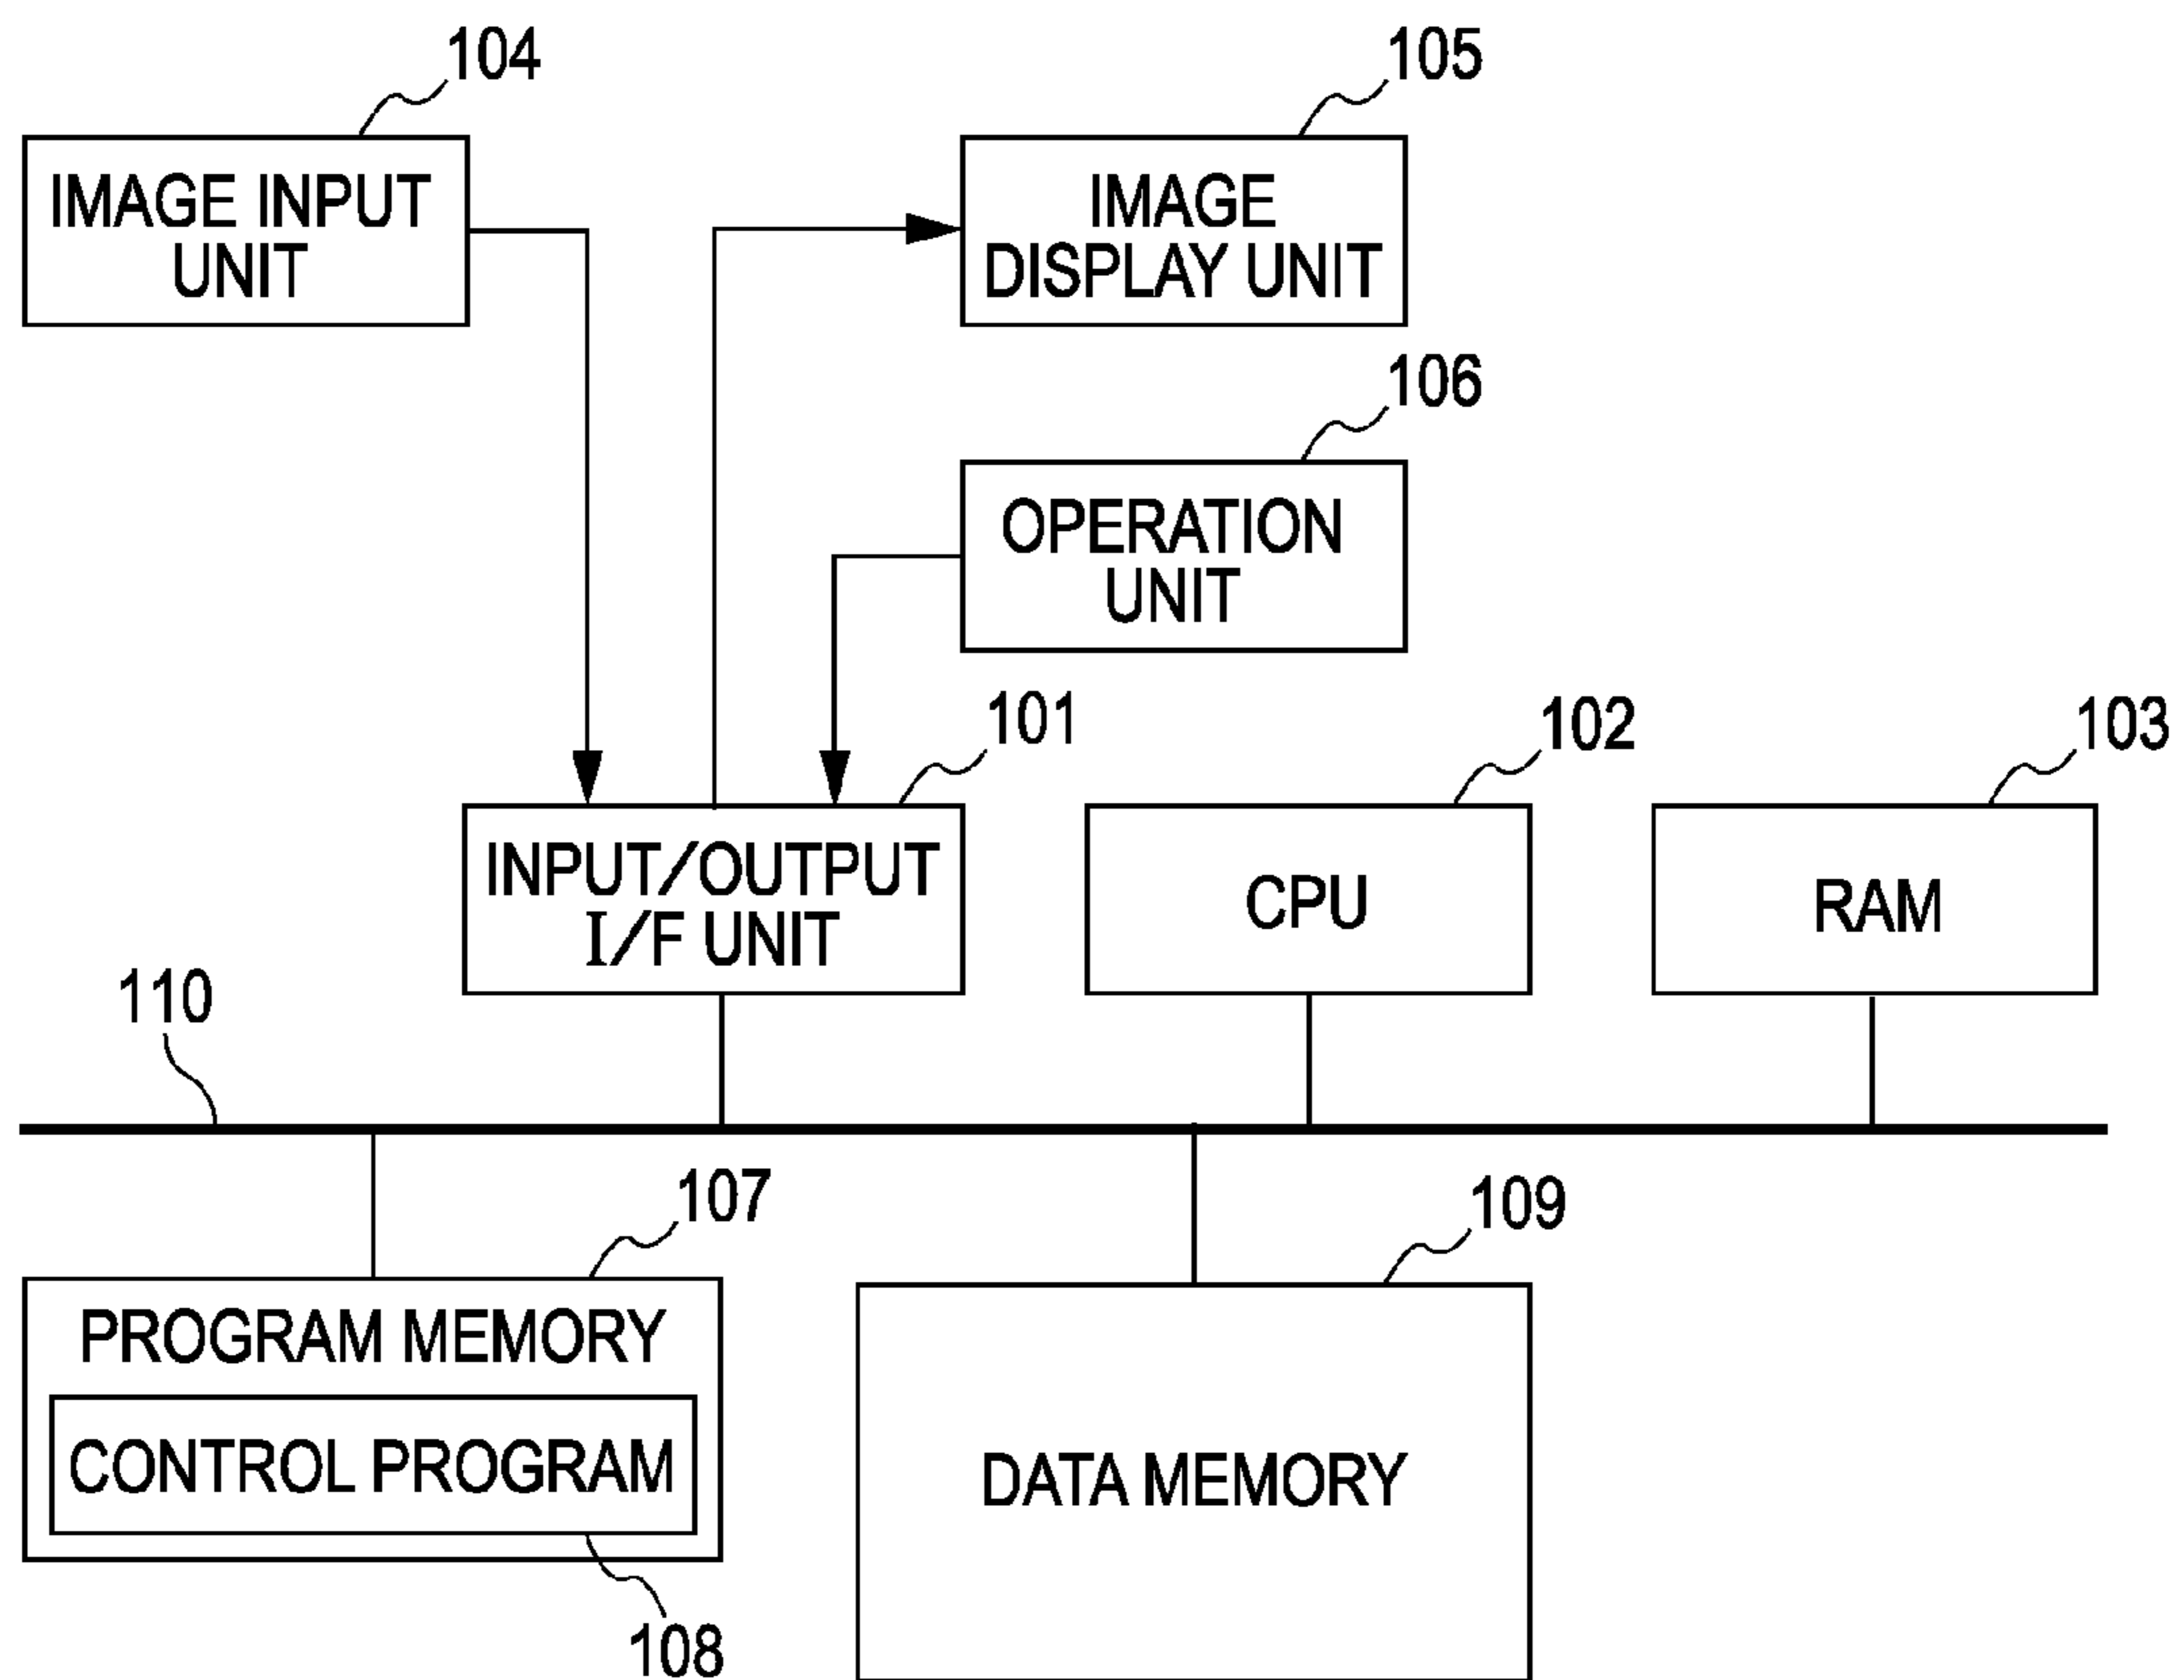 104
105
IMAGE INPUT
UNIT
IMAGE
DISPLAY UNIT
106
OPERATION
UNIT
101
102
103
INPUT/OUTPUT
I/F UNIT
CPU
RAM
110
107
109
PROGRAM MEMORY
CONTROL PROGRAM
DATA MEMORY
108